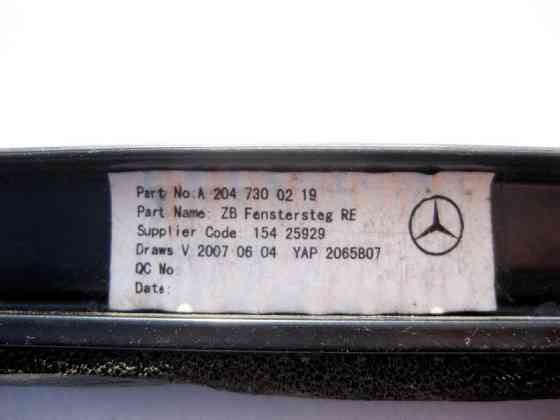 Part No:A 204 730 02 19
Part Name: ZB Fenstersteg RE
Supplier Code: 154 25929
Draws V 2007 06 04 YAP 2065807
QC No:
Date: